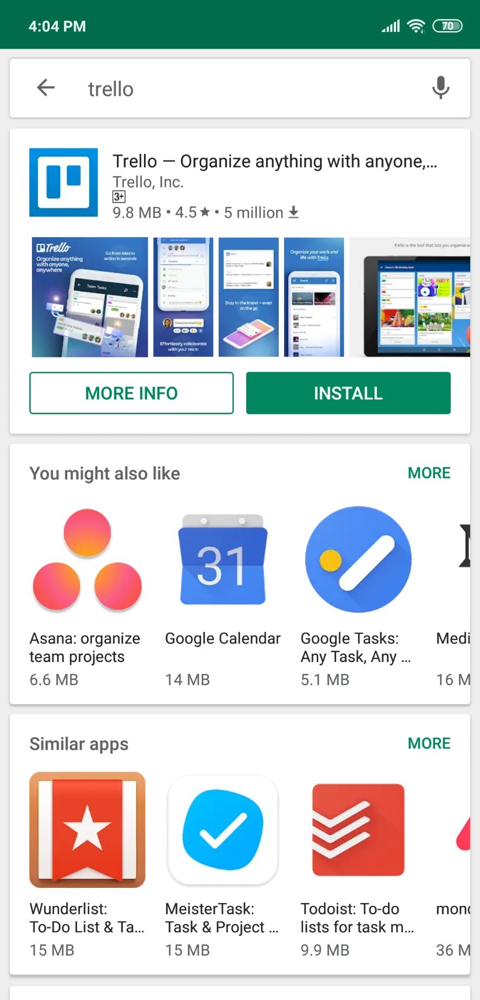 4:04 PM
70
trello
Trello — Organize anything with anyone,...
Trello, Inc.
3+
9.8 MB • 4.5 ★ • 5 million
Trello
Organize anything
with anyone,
anywhere
Go from idea to
action in seconds
Team Tasks
Effortlessly collaborate
with your team
Stay in the know – even
on the go
Organize your work and
life with Trello
Boards
Trello is the tool that lets you organize a
MORE INFO
INSTALL
You might also like
MORE
31
Asana: organize
team projects
6.6 MB
Google Calendar
14 MB
Google Tasks:
Any Task, Any ...
5.1 MB
Medi
16 M
Similar apps
MORE
Wunderlist:
To-Do List & Ta...
15 MB
MeisterTask:
Task & Project ...
15 MB
Todoist: To-do
lists for task m...
9.9 MB
mon
36 M